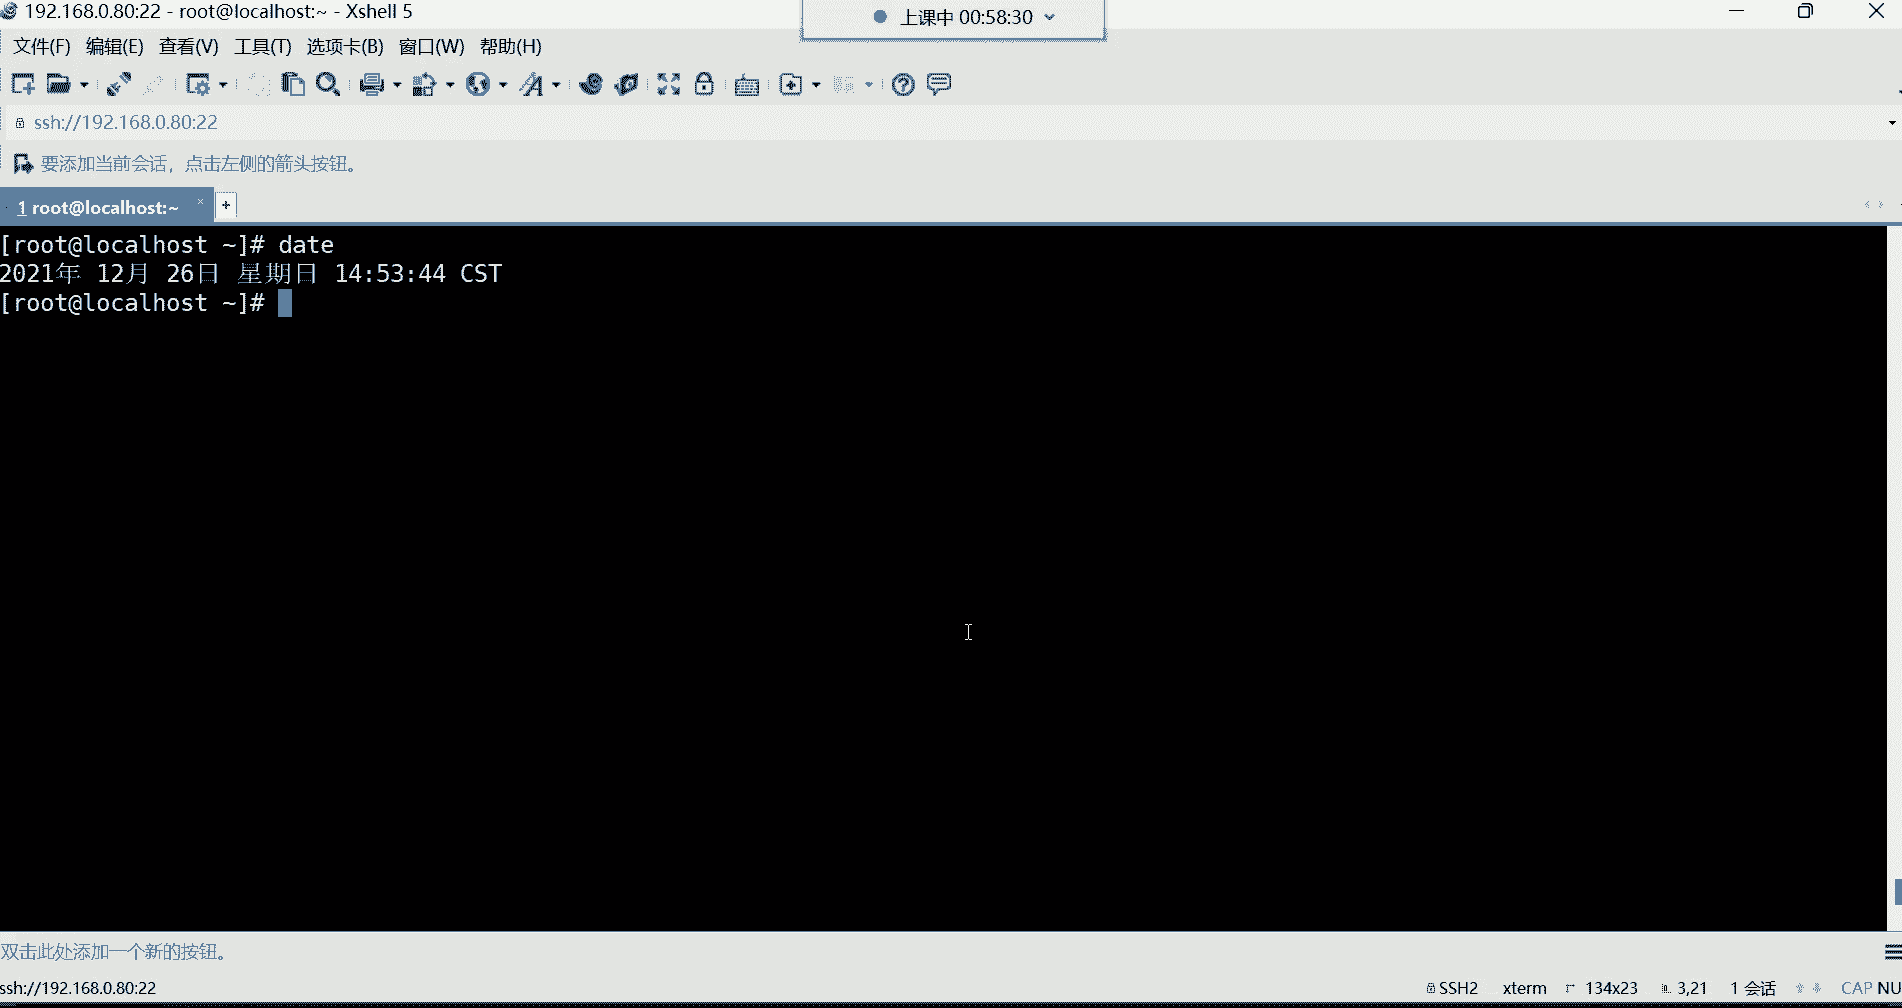 192.168.0.80:22 - root@localhost:~ - Xshell 5
上课中 00:58:30
文件(F) 编辑(E) 查看(V) 工具(T) 选项卡(B) 窗口(W) 帮助(H)
ssh://192.168.0.80:22
要添加当前会话，点击左侧的箭头按钮。
1 root@localhost:~ × +
[root@localhost ~]# date
2021年 12月 26日 星期日 14:53:44 CST
[root@localhost ~]#
双击此处添加一个新的按钮。
ssh://192.168.0.80:22 SSH2 xterm 134x23 3,21 1 会话 CAP NU